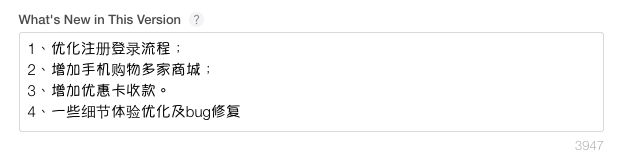 What's New in This Version ?
1、优化注册登录流程；
2、增加手机购物多家商城；
3、增加优惠卡收款。
4、一些细节体验优化及bug修复
3947